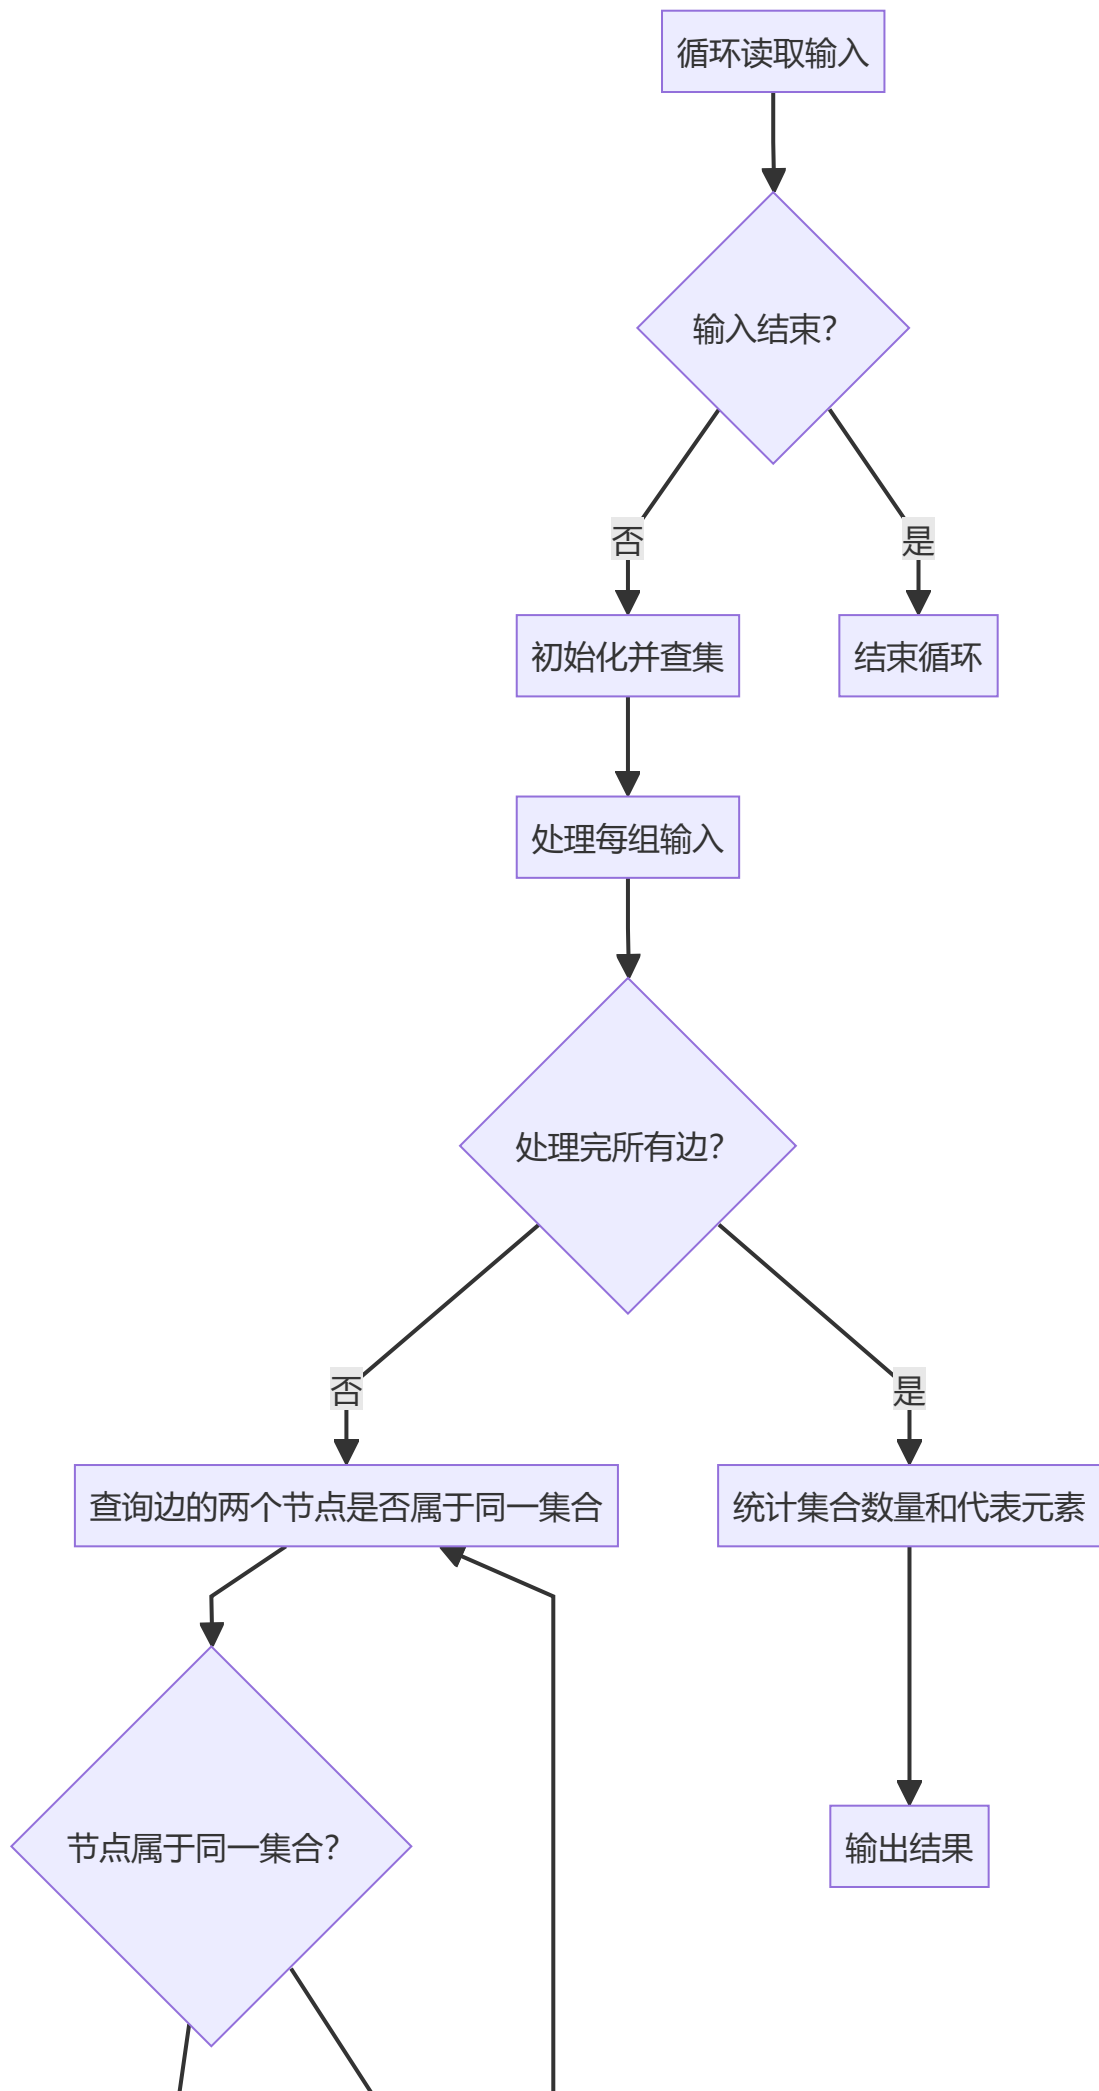 循环读取输入
输入结束?
否
是
初始化并查集
结束循环
处理每组输入
处理完所有边?
否
是
查询边的两个节点是否属于同一集合
统计集合数量和代表元素
节点属于同一集合?
输出结果